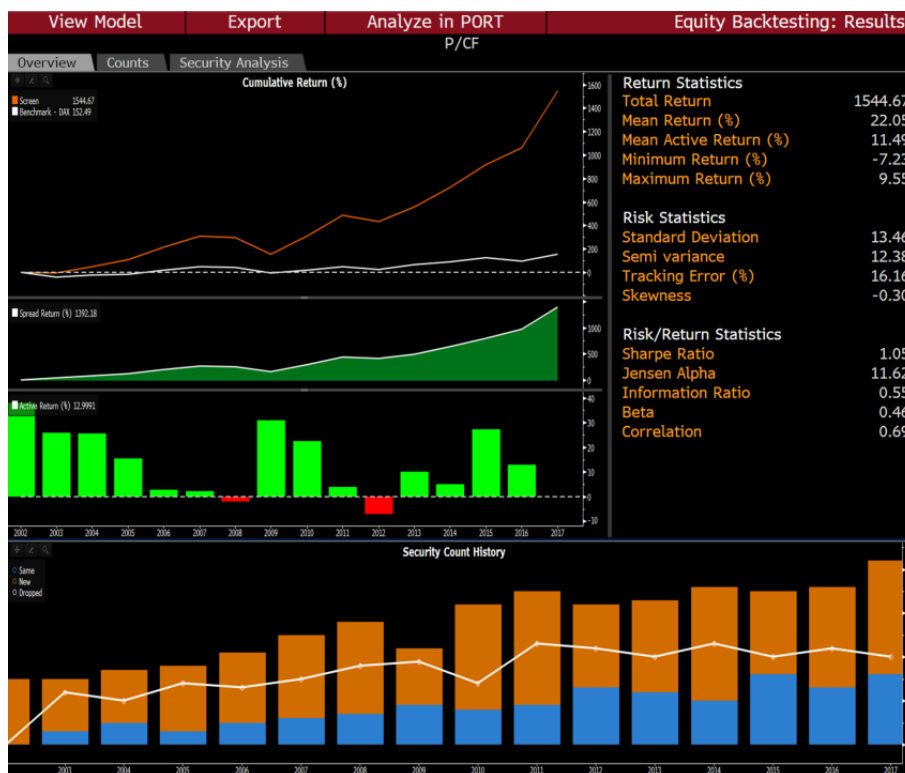 View Model Export Analyze in PORT Equity Backtesting: Results
P/CF
Overview Counts Security Analysis
Cumulative Return (%)
Screen 1544.67
Benchmark - DAX 152.49
1600
1400
1200
1000
800
600
400
200
0
Spread Return (%) 1392.18
1000
500
0
Active Return (%) 12.9991
40
30
20
10
0
-10
2002 2003 2004 2005 2006 2007 2008 2009 2010 2011 2012 2013 2014 2015 2016 2017
Return Statistics
Total Return 1544.67
Mean Return (%) 22.05
Mean Active Return (%) 11.49
Minimum Return (%) -7.23
Maximum Return (%) 9.55
Risk Statistics
Standard Deviation 13.46
Semi variance 12.38
Tracking Error (%) 16.16
Skewness -0.30
Risk/Return Statistics
Sharpe Ratio 1.05
Jensen Alpha 11.62
Information Ratio 0.55
Beta 0.46
Correlation 0.69
Security Count History
Same
New
Dropped
2003 2004 2005 2006 2007 2008 2009 2010 2011 2012 2013 2014 2015 2016 2017